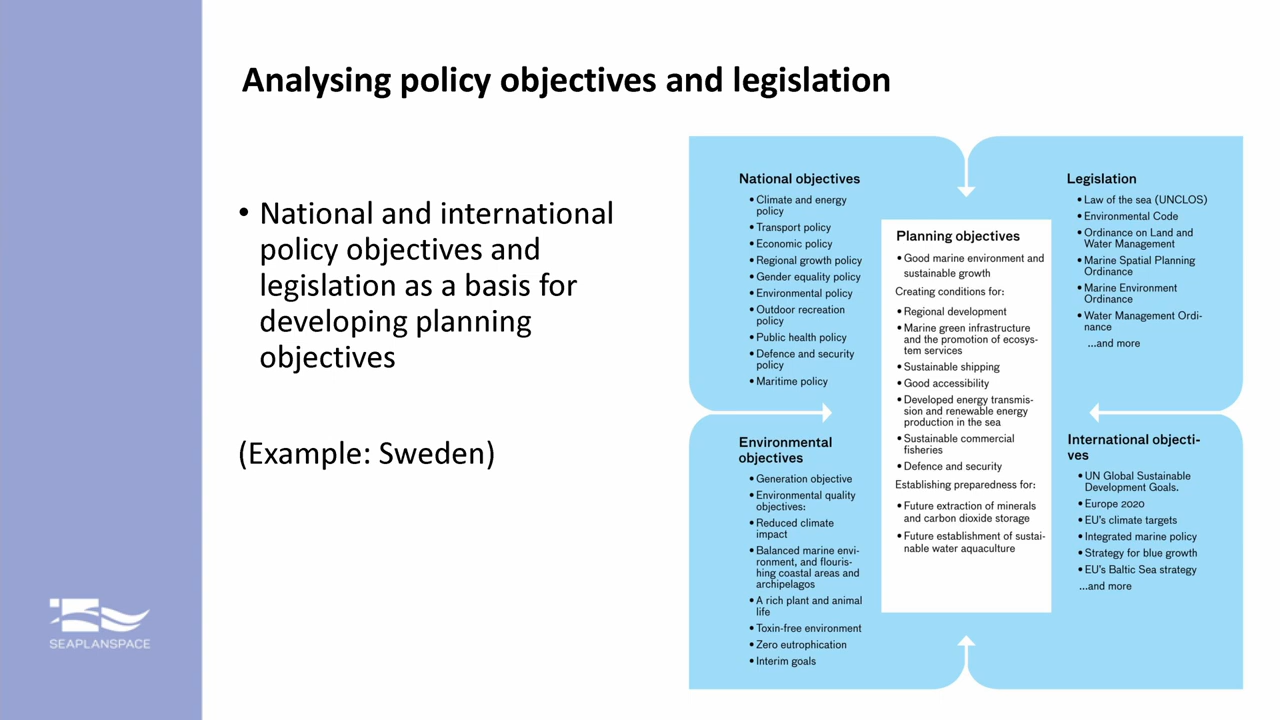 Analysing policy objectives and legislation
• National and international
policy objectives and
legislation as a basis for
developing planning
objectives
(Example: Sweden)
SEAPLANSPACE
National objectives
• Climate and energy
policy
• Transport policy
• Economic policy
• Regional growth policy
• Gender equality policy
• Environmental policy
• Outdoor recreation
policy
• Public health policy
• Defence and security
policy
• Maritime policy
Environmental
objectives
• Generation objective
• Environmental quality
objectives:
• Reduced climate
impact
• Balanced marine envi-
ronment, and flouris-
hing coastal areas and
archipelagos
• A rich plant and animal
life
• Toxin-free environment
• Zero eutrophication
• Interim goals
Planning objectives
• Good marine environment and
sustainable growth
Creating conditions for:
• Regional development
• Marine green infrastructure
and the promotion of ecosys-
tem services
• Sustainable shipping
• Good accessibility
• Developed energy transmis-
sion and renewable energy
production in the sea
• Sustainable commercial
fisheries
• Defence and security
Establishing preparedness for:
• Future extraction of minerals
and carbon dioxide storage
• Future establishment of sustai-
nable water aquaculture
Legislation
• Law of the sea (UNCLOS)
• Environmental Code
• Ordinance on Land and
Water Management
• Marine Spatial Planning
Ordinance
• Marine Environment
Ordinance
• Water Management Ordi-
nance
...and more
International objecti-
ves
• UN Global Sustainable
Development Goals.
• Europe 2020
• EU's climate targets
• Integrated marine policy
• Strategy for blue growth
• EU's Baltic Sea strategy
...and more